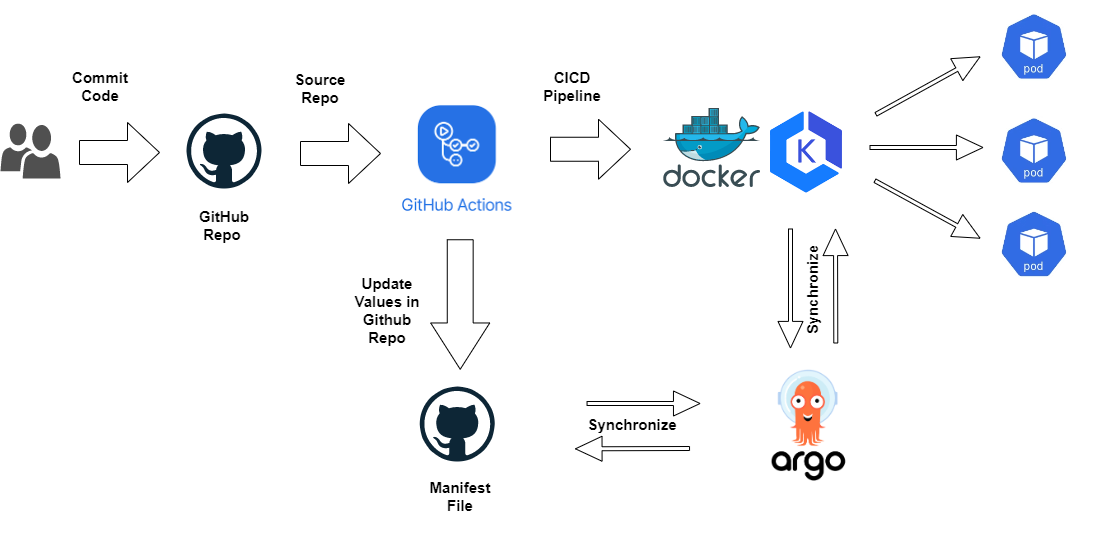 Commit
Code
Source
Repo
CICD
Pipeline
GitHub
Repo
GitHub Actions
docker
K
pod
pod
pod
Update
Values in
Github
Repo
Synchronize
Synchronize
Manifest
File
argo